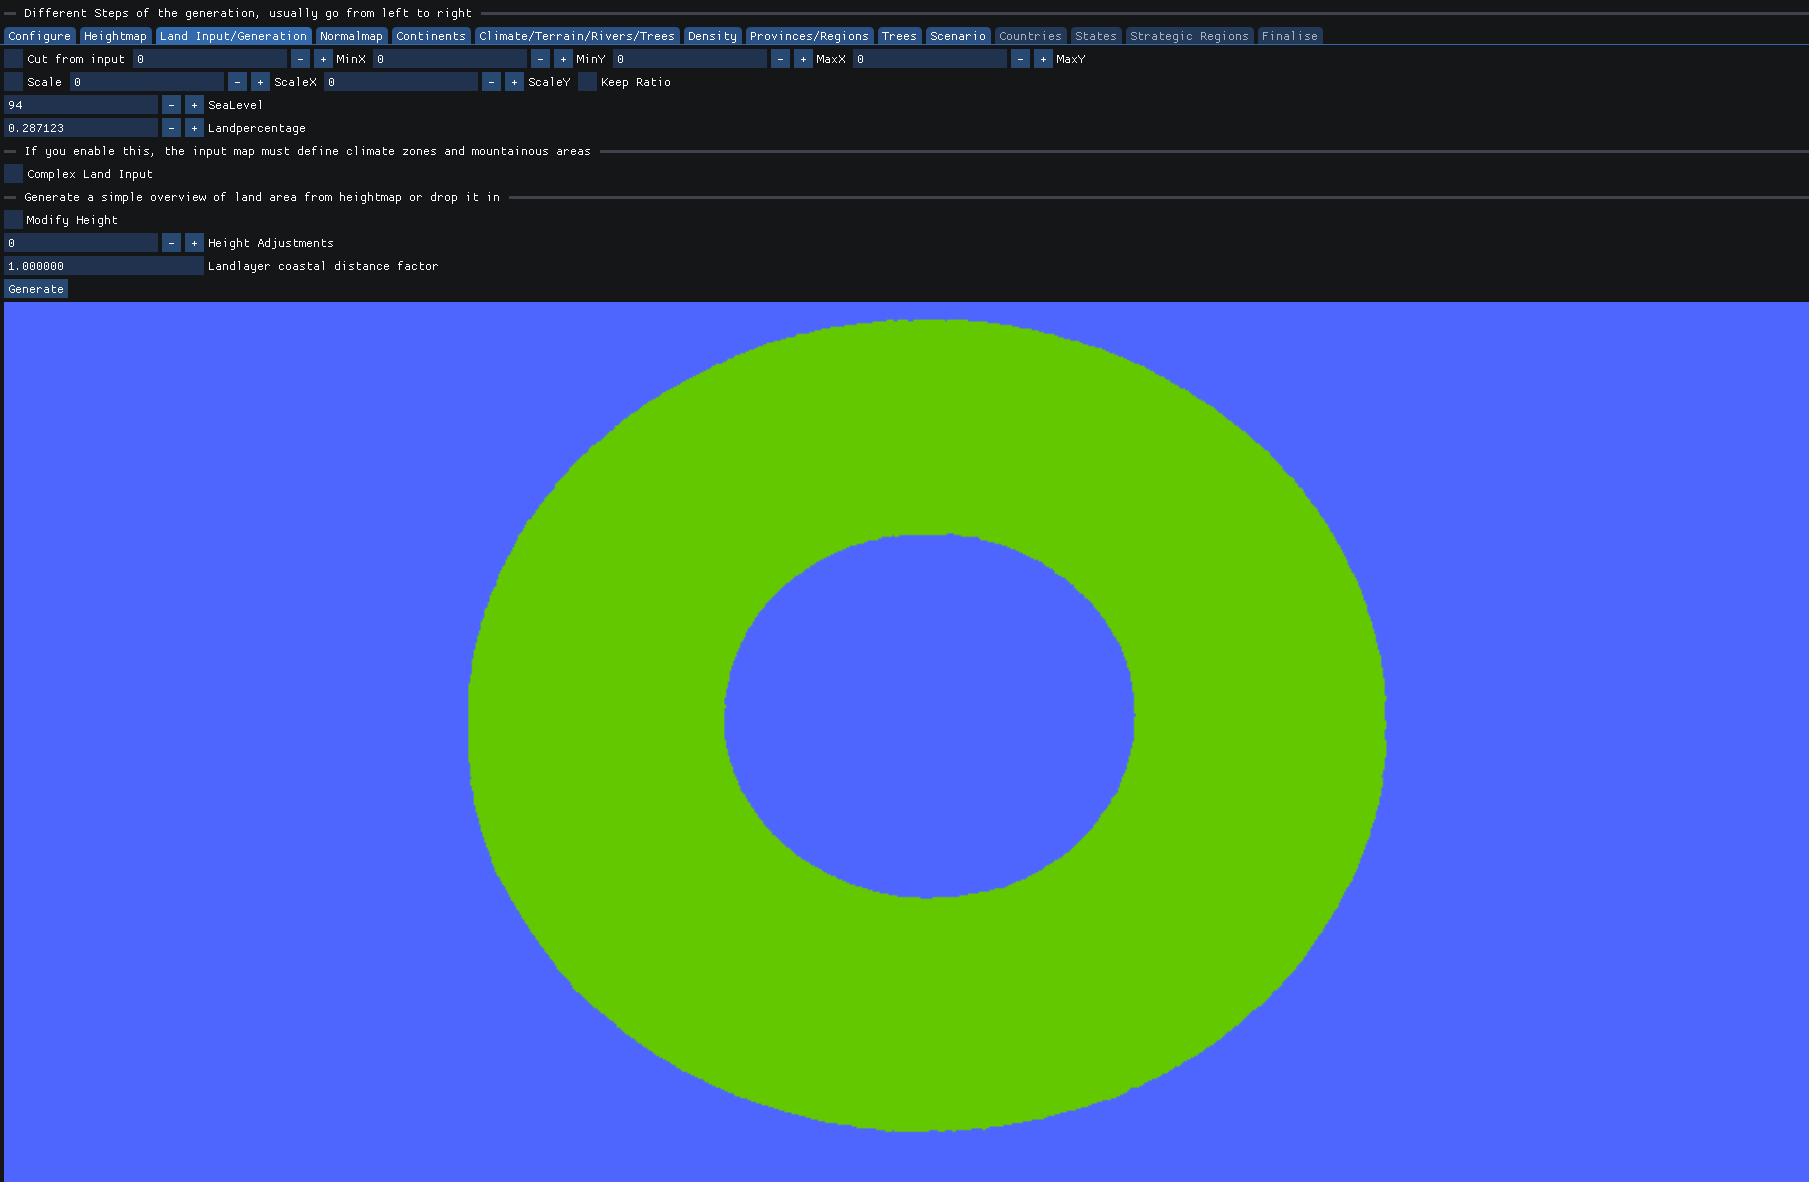 Different Steps of the generation, usually go from left to right
Configure Heightmap Land Input/Generation Normalmap Continents Climate/Terrain/Rivers/Trees Density Provinces/Regions Trees Scenario Countries States Strategic Regions Finalise
Cut from input 0 - + MinX 0 - + MinY 0 - + MaxX 0 - + MaxY
Scale 0 - + ScaleX 0 - + ScaleY Keep Ratio
94 - + SeaLevel
0.287123 - + Landpercentage
If you enable this, the input map must define climate zones and mountainous areas
Complex Land Input
Generate a simple overview of land area from heightmap or drop it in
Modify Height
0 - + Height Adjustments
1.000000 Landlayer coastal distance factor
Generate